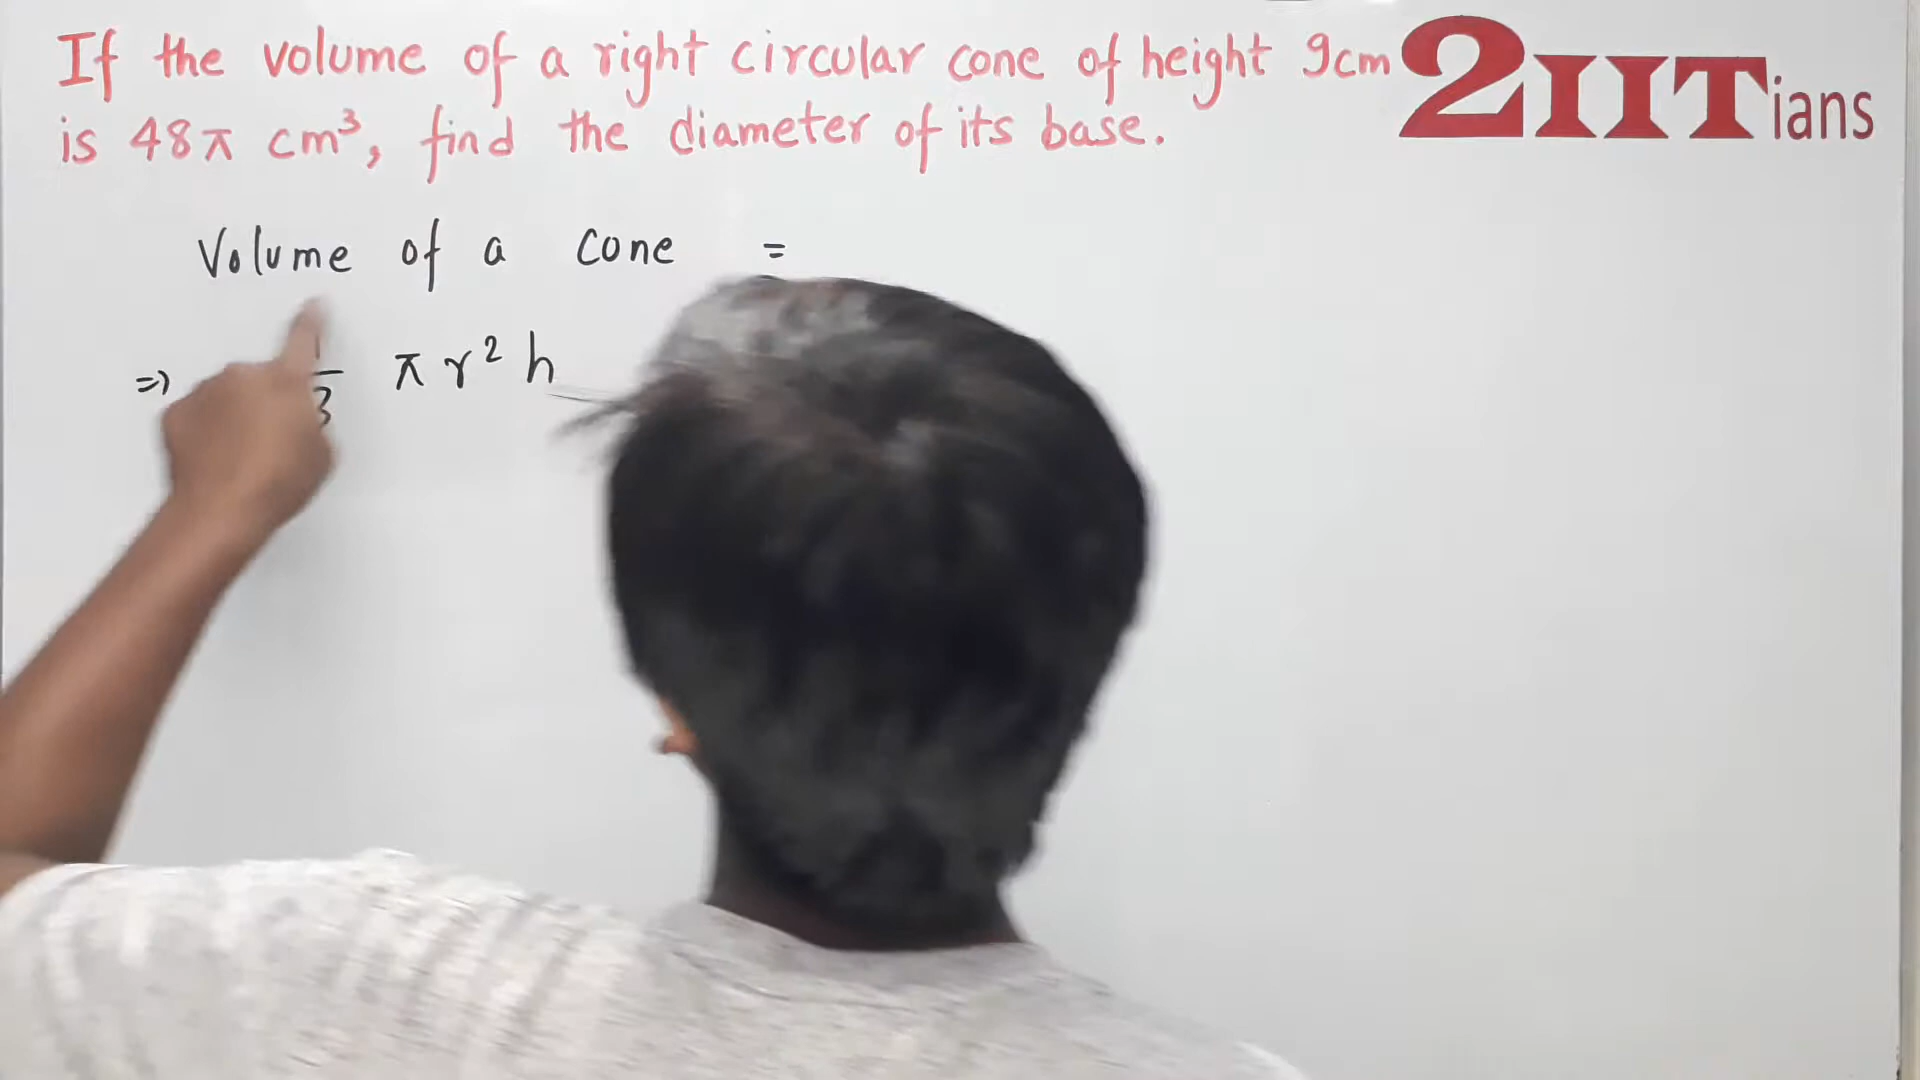 If the volume of a right circular cone of height 9cm
is 48π cm³, find the diameter of its base.
2IITians
Volume of a cone =
⇒ 1/3 π r² h